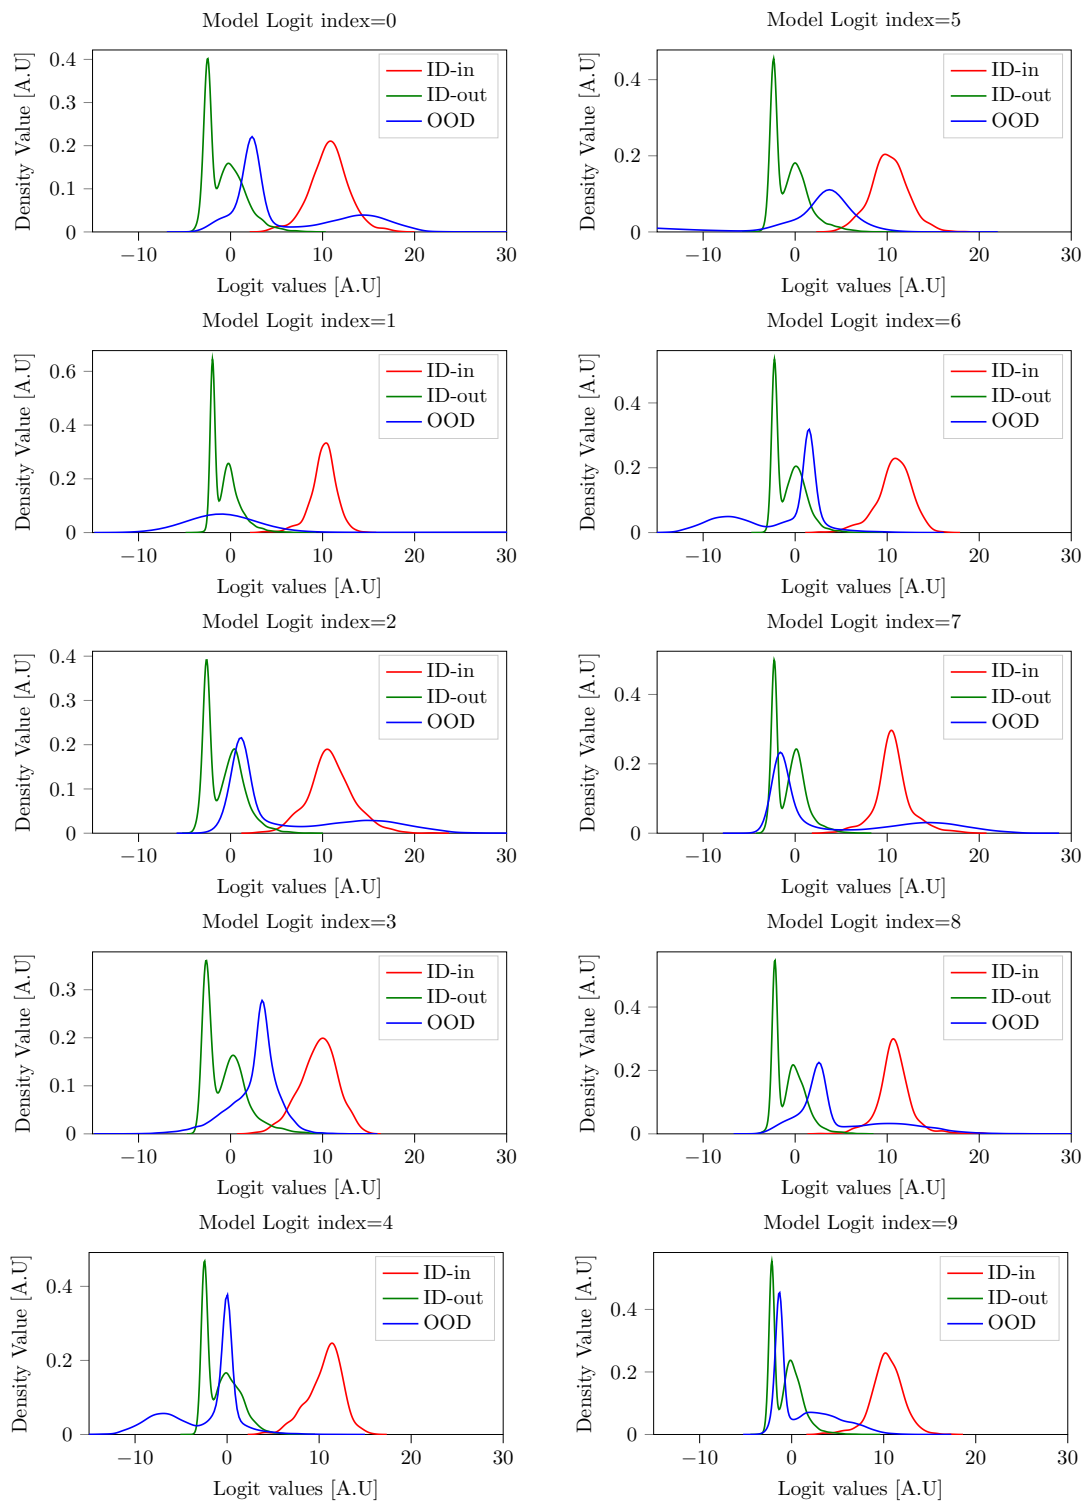 Model Logit index=0
Density Value [A.U]
0.4
0.3
0.2
0.1
0
ID-in
ID-out
OOD
−10 0 10 20 30
Logit values [A.U]
Model Logit index=5
Density Value [A.U]
0.4
0.2
0
ID-in
ID-out
OOD
−10 0 10 20 30
Logit values [A.U]
Model Logit index=1
Density Value [A.U]
0.6
0.4
0.2
0
ID-in
ID-out
OOD
−10 0 10 20 30
Logit values [A.U]
Model Logit index=6
Density Value [A.U]
0.4
0.2
0
ID-in
ID-out
OOD
−10 0 10 20 30
Logit values [A.U]
Model Logit index=2
Density Value [A.U]
0.4
0.3
0.2
0.1
0
ID-in
ID-out
OOD
−10 0 10 20 30
Logit values [A.U]
Model Logit index=7
Density Value [A.U]
0.4
0.2
0
ID-in
ID-out
OOD
−10 0 10 20 30
Logit values [A.U]
Model Logit index=3
Density Value [A.U]
0.3
0.2
0.1
0
ID-in
ID-out
OOD
−10 0 10 20 30
Logit values [A.U]
Model Logit index=8
Density Value [A.U]
0.4
0.2
0
ID-in
ID-out
OOD
−10 0 10 20 30
Logit values [A.U]
Model Logit index=4
Density Value [A.U]
0.4
0.2
0
ID-in
ID-out
OOD
−10 0 10 20 30
Logit values [A.U]
Model Logit index=9
Density Value [A.U]
0.4
0.2
0
ID-in
ID-out
OOD
−10 0 10 20 30
Logit values [A.U]